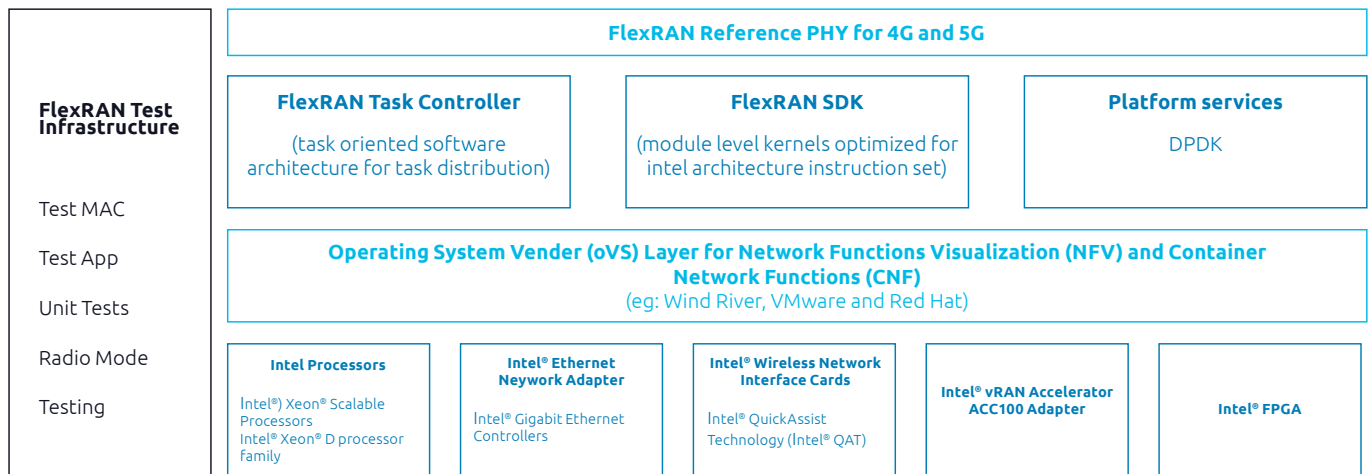 FlexRAN Test
Infrastructure
Test MAC
Test App
Unit Tests
Radio Mode
Testing
FlexRAN Reference PHY for 4G and 5G
FlexRAN Task Controller
(task oriented software
architecture for task distribution)
FlexRAN SDK
(module level kernels optimized for
intel architecture instruction set)
Platform services
DPDK
Operating System Vender (oVS) Layer for Network Functions Visualization (NFV) and Container
Network Functions (CNF)
(eg: Wind River, VMware and Red Hat)
Intel Processors
Intel®) Xeon® Scalable
Processors
Intel® Xeon® D processor
family
Intel® Ethernet
Neywork Adapter
Intel® Gigabit Ethernet
Controllers
Intel® Wireless Network
Interface Cards
Intel® QuickAssist
Technology (Intel® QAT)
Intel® vRAN Accelerator
ACC100 Adapter
Intel® FPGA